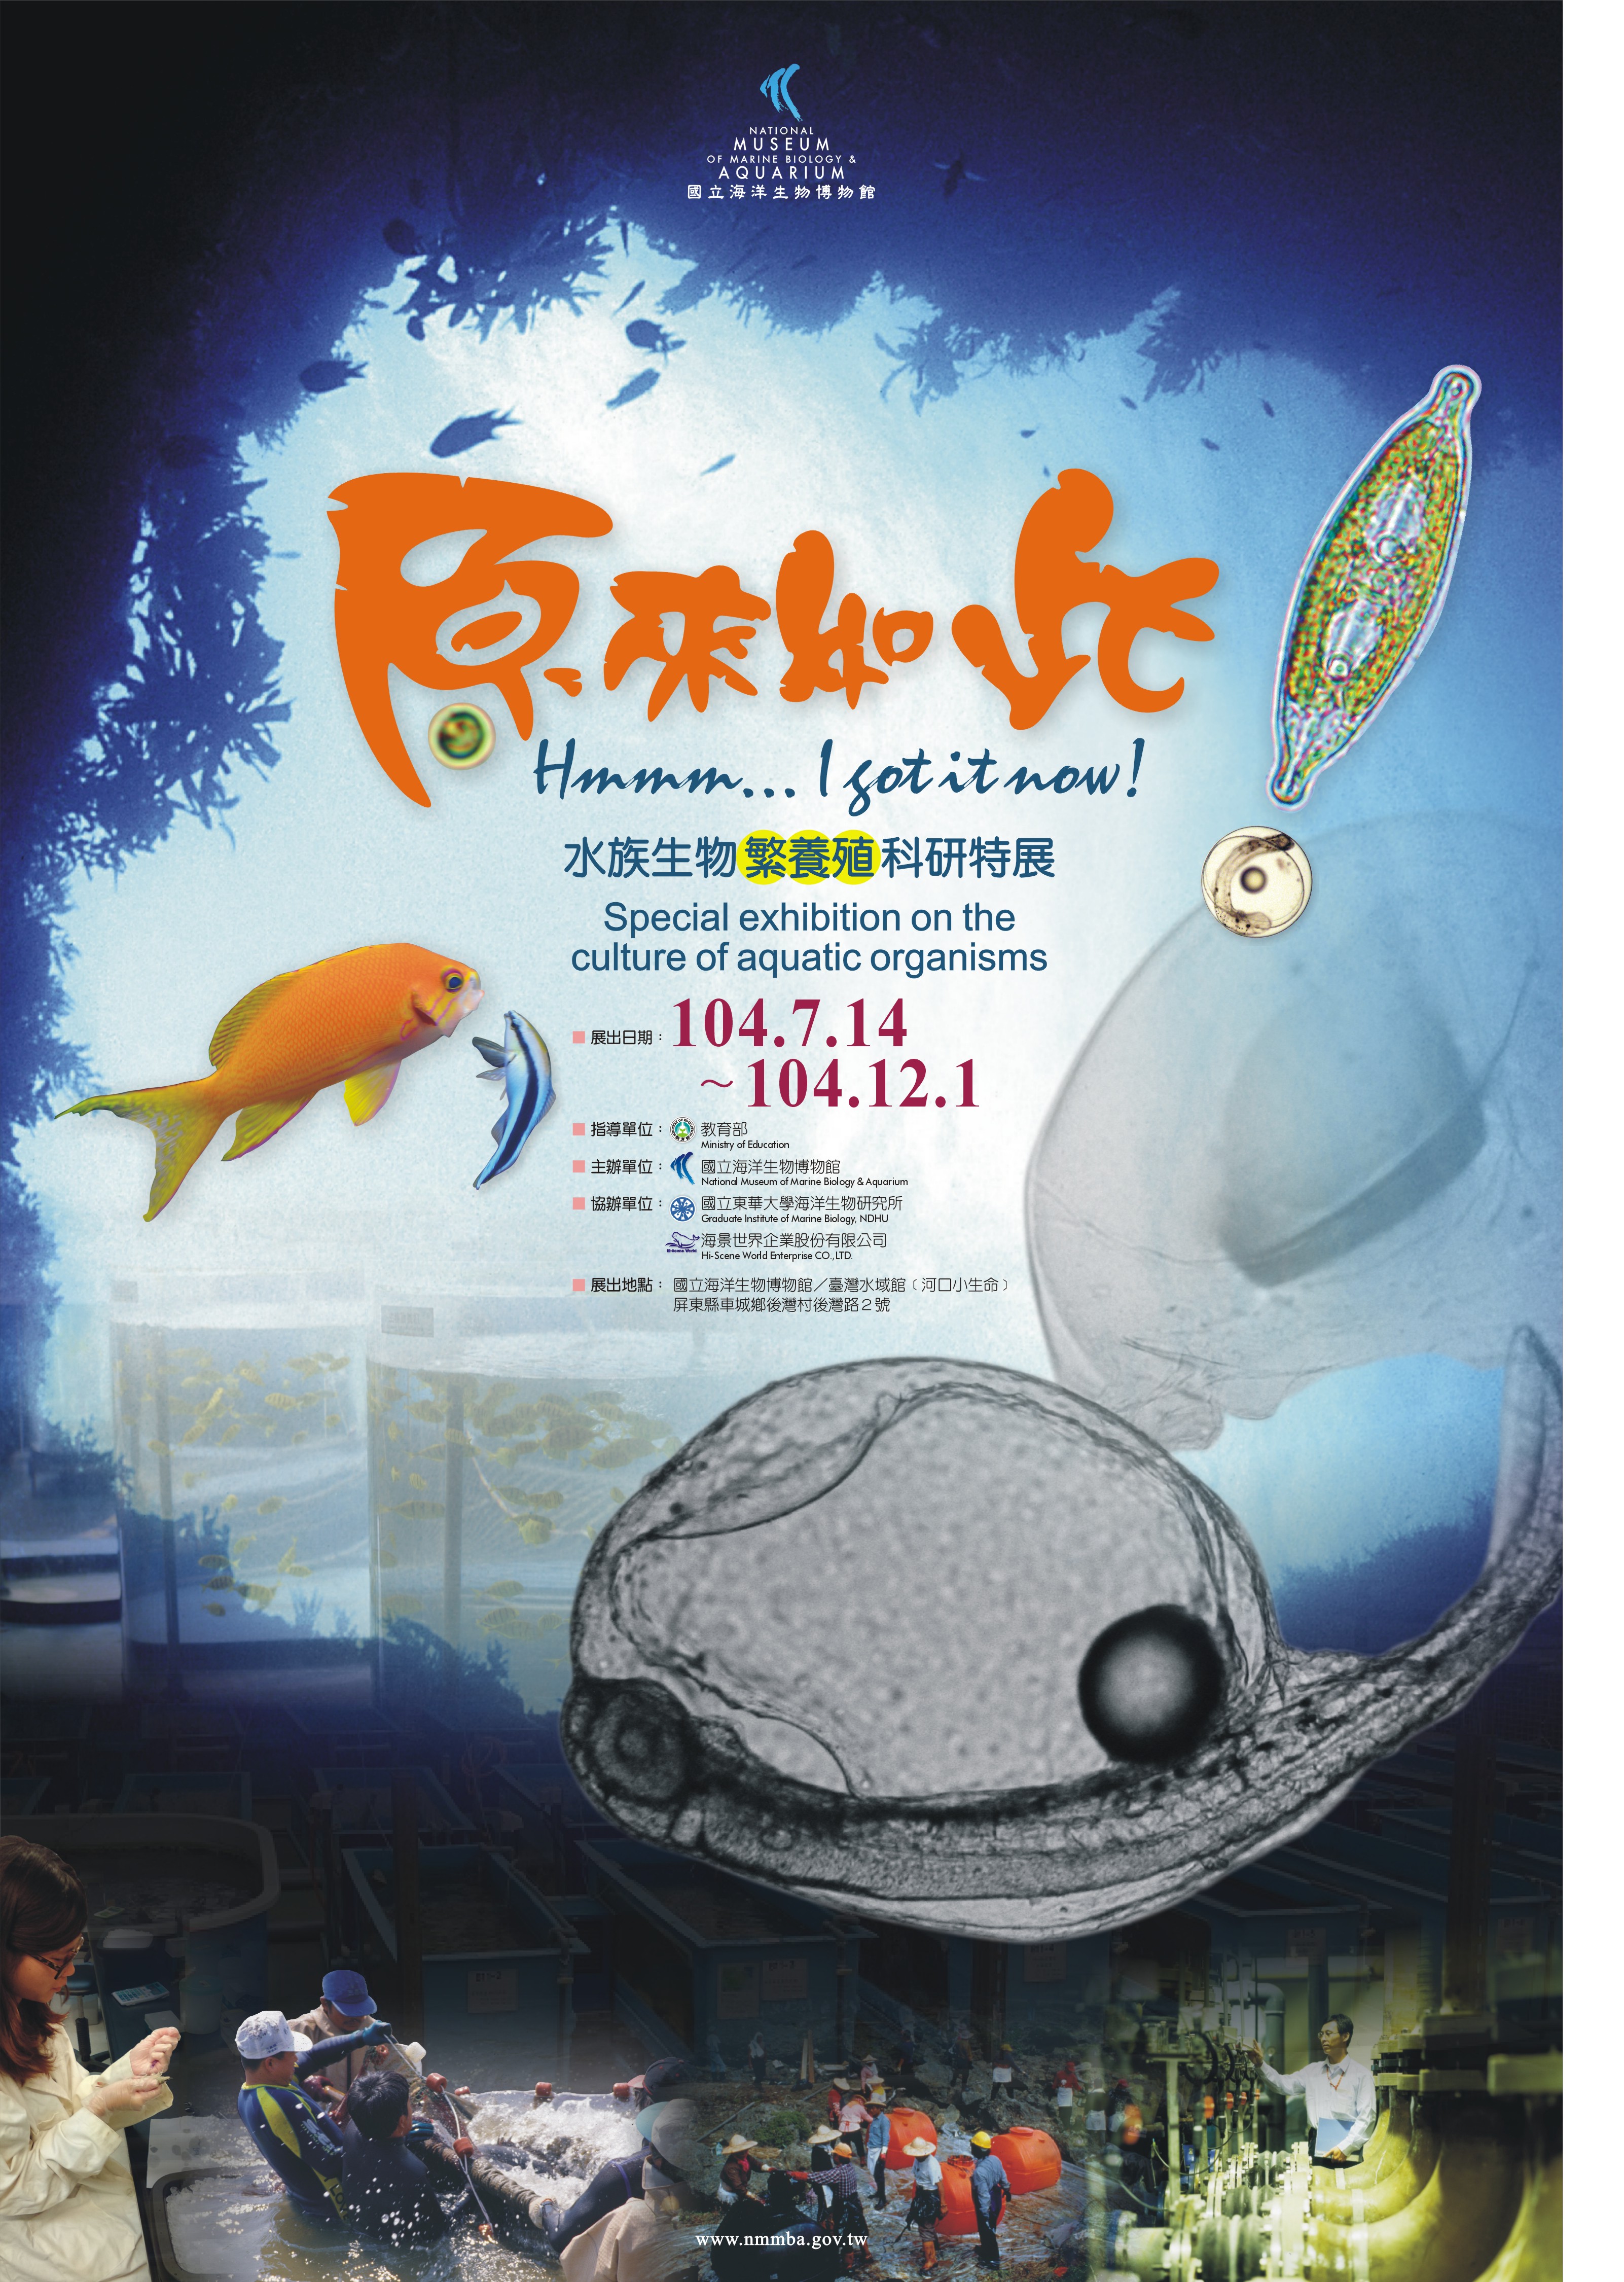 NATIONAL
MUSEUM
OF MARINE BIOLOGY &
AQUARIUM
國立海洋生物博物館
原來如此
Hmmm... I got it now!
水族生物繁養殖科研特展
Special exhibition on the
culture of aquatic organisms
展出日期：104.7.14
~104.12.1
指導單位：教育部
Ministry of Education
主辦單位：國立海洋生物博物館
National Museum of Marine Biology & Aquarium
協辦單位：國立東華大學海洋生物研究所
Graduate Institute of Marine Biology, NDHU
海景世界企業股份有限公司
Hi-Scene World Enterprise CO.,LTD.
展出地點：國立海洋生物博物館／臺灣水域館﹝河口小生命﹞
屏東縣車城鄉後灣村後灣路2號
www.nmmba.gov.tw